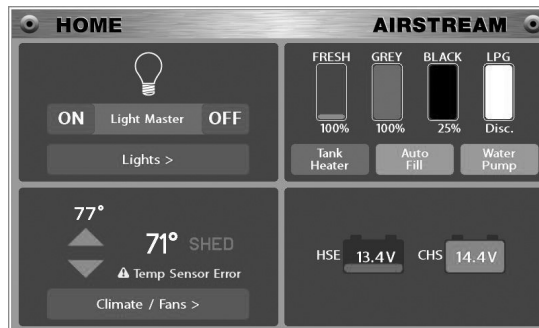 HOME
AIRSTREAM
ON Light Master OFF
Lights >
FRESH GREY BLACK LPG
100% 100% 25% Disc.
Tank Heater
Auto Fill
Water Pump
77°
71° SHED
⚠ Temp Sensor Error
Climate / Fans >
HSE 13.4V CHS 14.4V